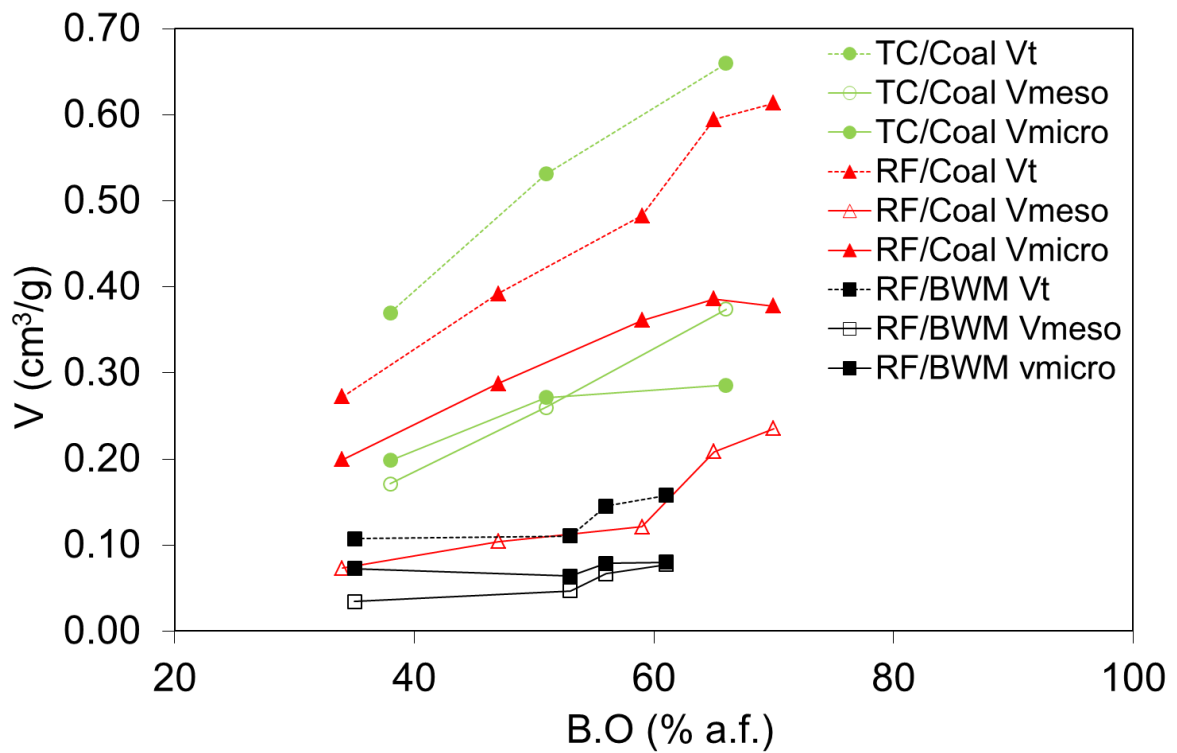 0.70
0.60
0.50
0.40
0.30
0.20
0.10
0.00
V (cm³/g)
20
40
60
80
100
B.O (% a.f.)
TC/Coal Vt
TC/Coal Vmeso
TC/Coal Vmicro
RF/Coal Vt
RF/Coal Vmeso
RF/Coal Vmicro
RF/BWM Vt
RF/BWM Vmeso
RF/BWM vmicro